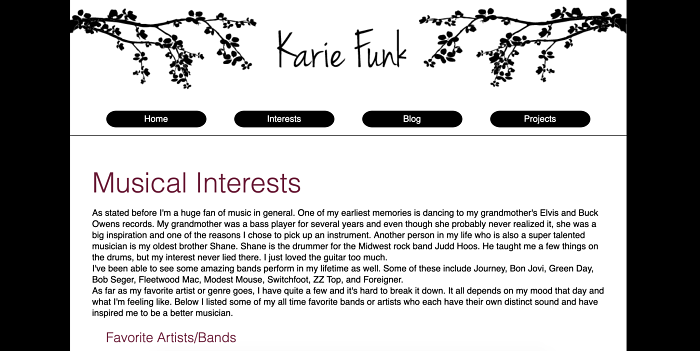 Karie Funk
Home Interests Blog Projects
Musical Interests
As stated before I'm a huge fan of music in general. One of my earliest memories is dancing to my grandmother's Elvis and Buck
Owens records. My grandmother was a bass player for several years and even though she probably never realized it, she was a
big inspiration and one of the reasons I chose to pick up an instrument. Another person in my life who is also a super talented
musician is my oldest brother Shane. Shane is the drummer for the Midwest rock band Judd Hoos. He taught me a few things on
the drums, but my interest never lied there. I just loved the guitar too much.
I've been able to see some amazing bands perform in my lifetime as well. Some of these include Journey, Bon Jovi, Green Day,
Bob Seger, Fleetwood Mac, Modest Mouse, Switchfoot, ZZ Top, and Foreigner.
As far as my favorite artist or genre goes, I have quite a few and it's hard to break it down. It all depends on my mood that day and
what I'm feeling like. Below I listed some of my all time favorite bands or artists who each have their own distinct sound and have
inspired me to be a better musician.
Favorite Artists/Bands